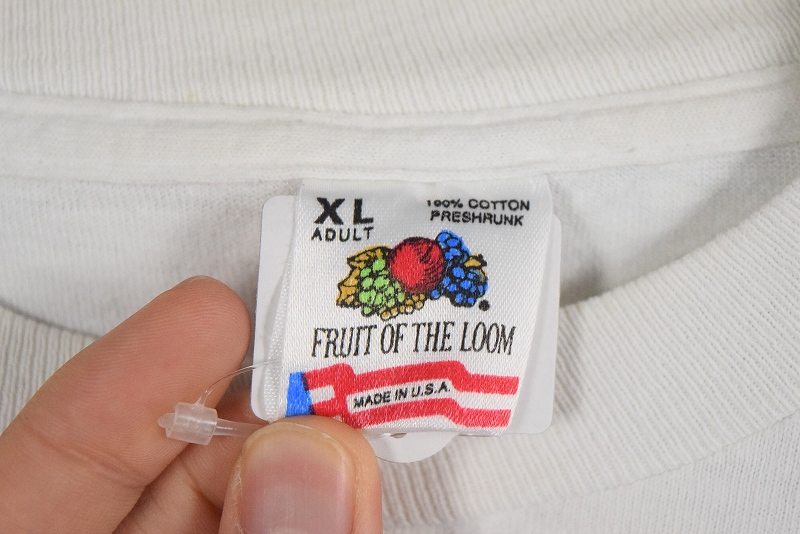 XL
ADULT
100% COTTON
PRESHRUNK
FRUIT OF THE LOOM
MADE IN U.S.A.